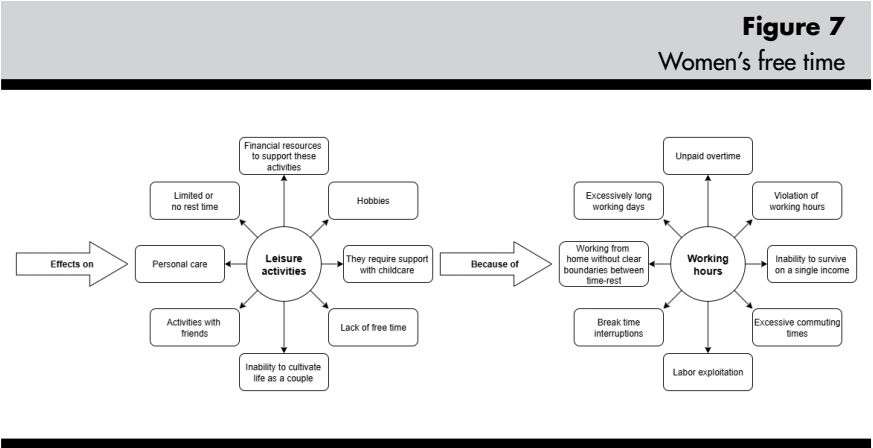 Figure 7
Women's free time
Effects on
Leisure
activities
Financial resources
to support these
activities
Hobbies
They require support
with childcare
Lack of free time
Inability to cultivate
life as a couple
Activities with
friends
Personal care
Limited or
no rest time
Because of
Working
hours
Unpaid overtime
Violation of
working hours
Inability to survive
on a single income
Excessive commuting
times
Labor exploitation
Break time
interruptions
Working from
home without clear
boundaries between
time-rest
Excessively long
working days